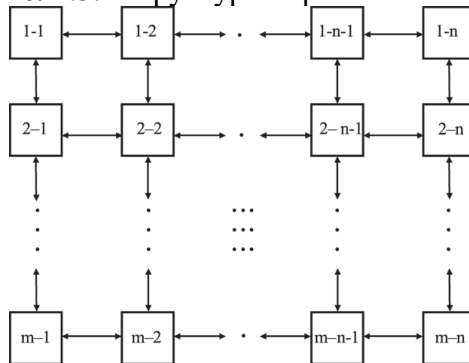 1-1 1-2 . 1-n-1 1-n
2–1 2–2 . 2– n-1 2–n
m–1 m–2 . m–n-1 m–n